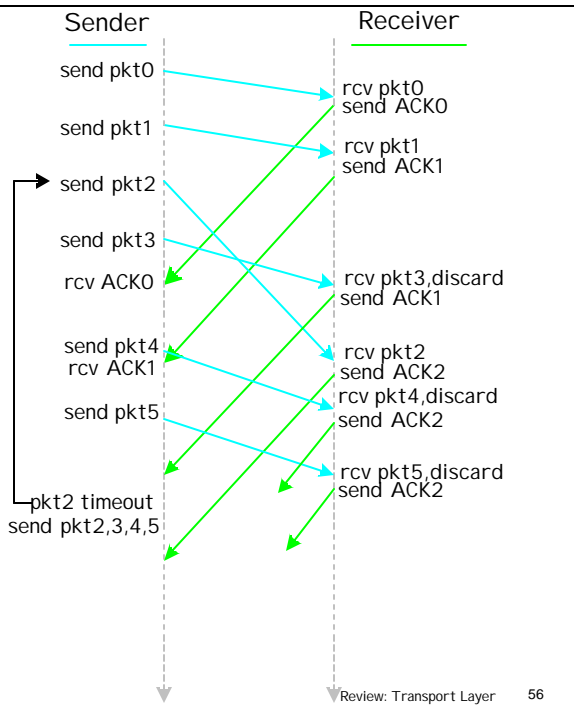 Sender
Receiver
send pkt0
rcv pkt0
send ACK0
send pkt1
rcv pkt1
send ACK1
send pkt2
send pkt3
rcv ACK0
rcv pkt3,discard
send ACK1
send pkt4
rcv ACK1
rcv pkt2
send ACK2
rcv pkt4,discard
send ACK2
send pkt5
rcv pkt5,discard
send ACK2
pkt2 timeout
send pkt2,3,4,5
Review: Transport Layer 56